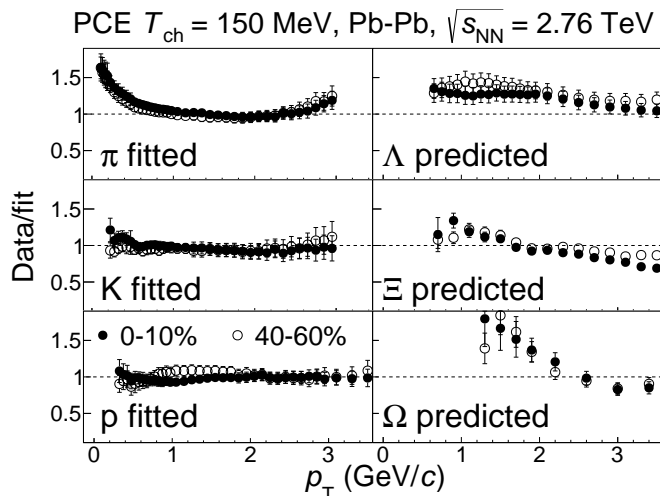 PCE T_ch = 150 MeV, Pb-Pb, √s_NN = 2.76 TeV
Data/fit
1.5
1
0.5
π fitted
Λ predicted
1.5
1
0.5
K fitted
Ξ predicted
1.5
1
0.5
0-10%
40-60%
p fitted
Ω predicted
0 1 2 3
0 1 2 3
p_T (GeV/c)